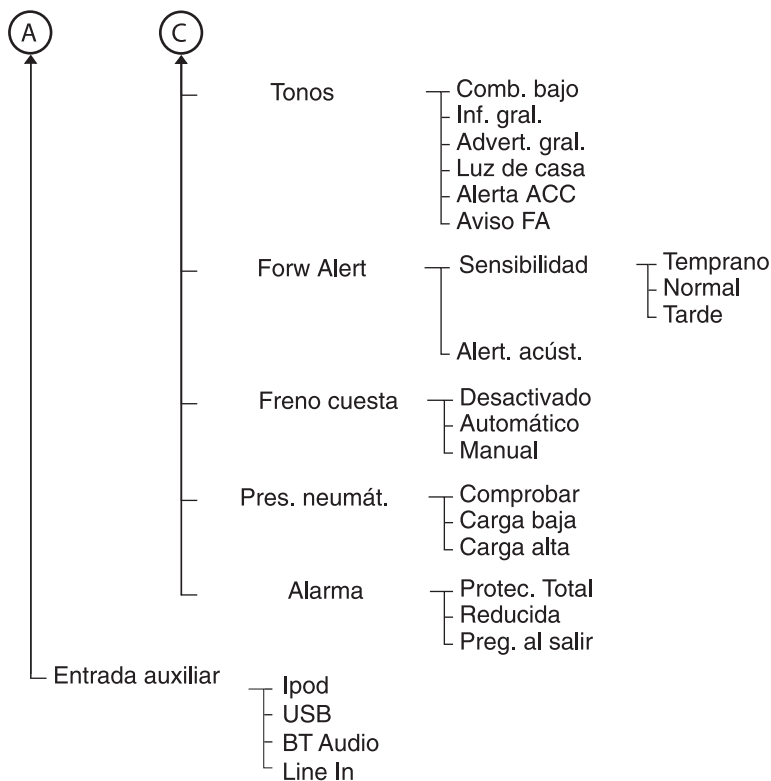 A
C
Tonos
Comb. bajo
Inf. gral.
Advert. gral.
Luz de casa
Alerta ACC
Aviso FA
Forw Alert
Sensibilidad
Temprano
Normal
Tarde
Alert. acúst.
Freno cuesta
Desactivado
Automático
Manual
Pres. neumát.
Comprobar
Carga baja
Carga alta
Alarma
Protec. Total
Reducida
Preg. al salir
Entrada auxiliar
Ipod
USB
BT Audio
Line In